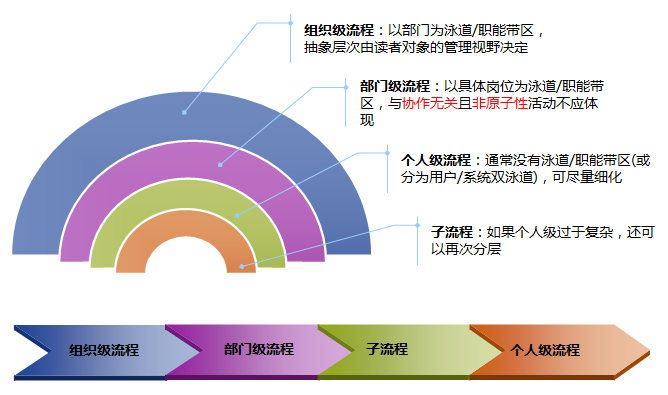 组织级流程：以部门为泳道/职能带区，
抽象层次由读者对象的管理视野决定
部门级流程：以具体岗位为泳道/职能带
区，与协作无关且非原子性活动不应体
现
个人级流程：通常没有泳道/职能带区(或
分为用户/系统双泳道)，可尽量细化
子流程：如果个人级过于复杂，还可
以再次分层
组织级流程
部门级流程
子流程
个人级流程